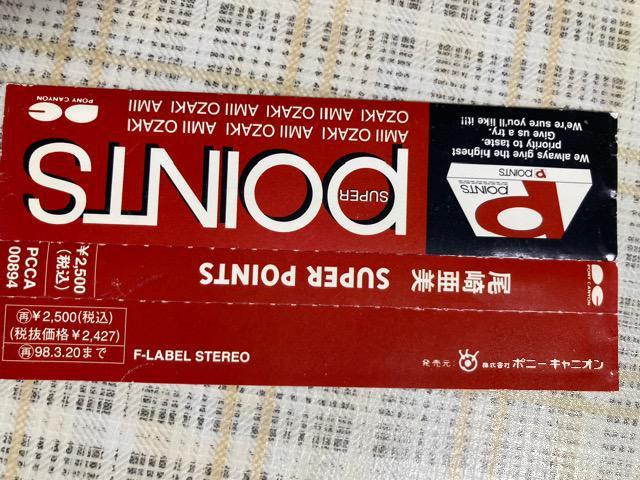 PONY CANYON
AMII OZAKI AMII OZAKI AMII
OZAKI AMII OZAKI AMII
SUPER
POINTS
We always give the highest
priority to taste.
Give us a try.
We're sure you'll like it!!!
P POINTS
POINTS
P
PONY CANYON
尾崎亜美 SUPER POINTS
¥2,500
(税込)
PCCA
00894
再¥2,500(税込)
(税抜価格¥2,427)
再98.3.20まで
F-LABEL STEREO
発売元: 株式会社 ポニーキャニオン